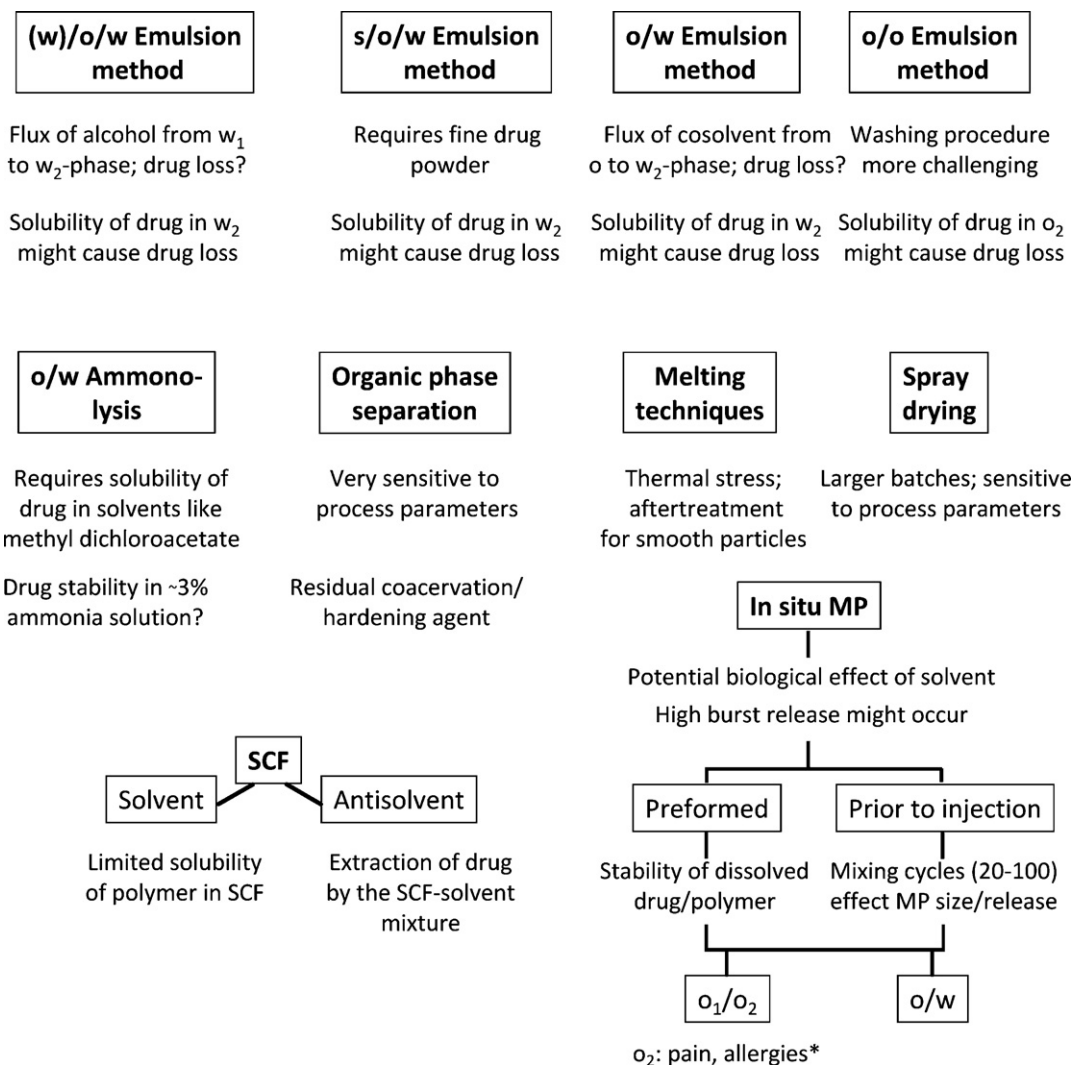 (w)/o/w Emulsion
method
Flux of alcohol from w₁
to w₂-phase; drug loss?
Solubility of drug in w₂
might cause drug loss
s/o/w Emulsion
method
Requires fine drug
powder
Solubility of drug in w₂
might cause drug loss
o/w Emulsion
method
Flux of cosolvent from
o to w₂-phase; drug loss?
Solubility of drug in w₂
might cause drug loss
o/o Emulsion
method
Washing procedure
more challenging
Solubility of drug in o₂
might cause drug loss
o/w Ammono-
lysis
Requires solubility of
drug in solvents like
methyl dichloroacetate
Drug stability in ~3%
ammonia solution?
Organic phase
separation
Very sensitive to
process parameters
Residual coacervation/
hardening agent
Melting
techniques
Thermal stress;
aftertreatment
for smooth particles
Spray
drying
Larger batches; sensitive
to process parameters
SCF
Solvent
Limited solubility
of polymer in SCF
Antisolvent
Extraction of drug
by the SCF-solvent
mixture
In situ MP
Potential biological effect of solvent
High burst release might occur
Preformed
Stability of dissolved
drug/polymer
Prior to injection
Mixing cycles (20-100)
effect MP size/release
o₁/o₂
o/w
o₂: pain, allergies*